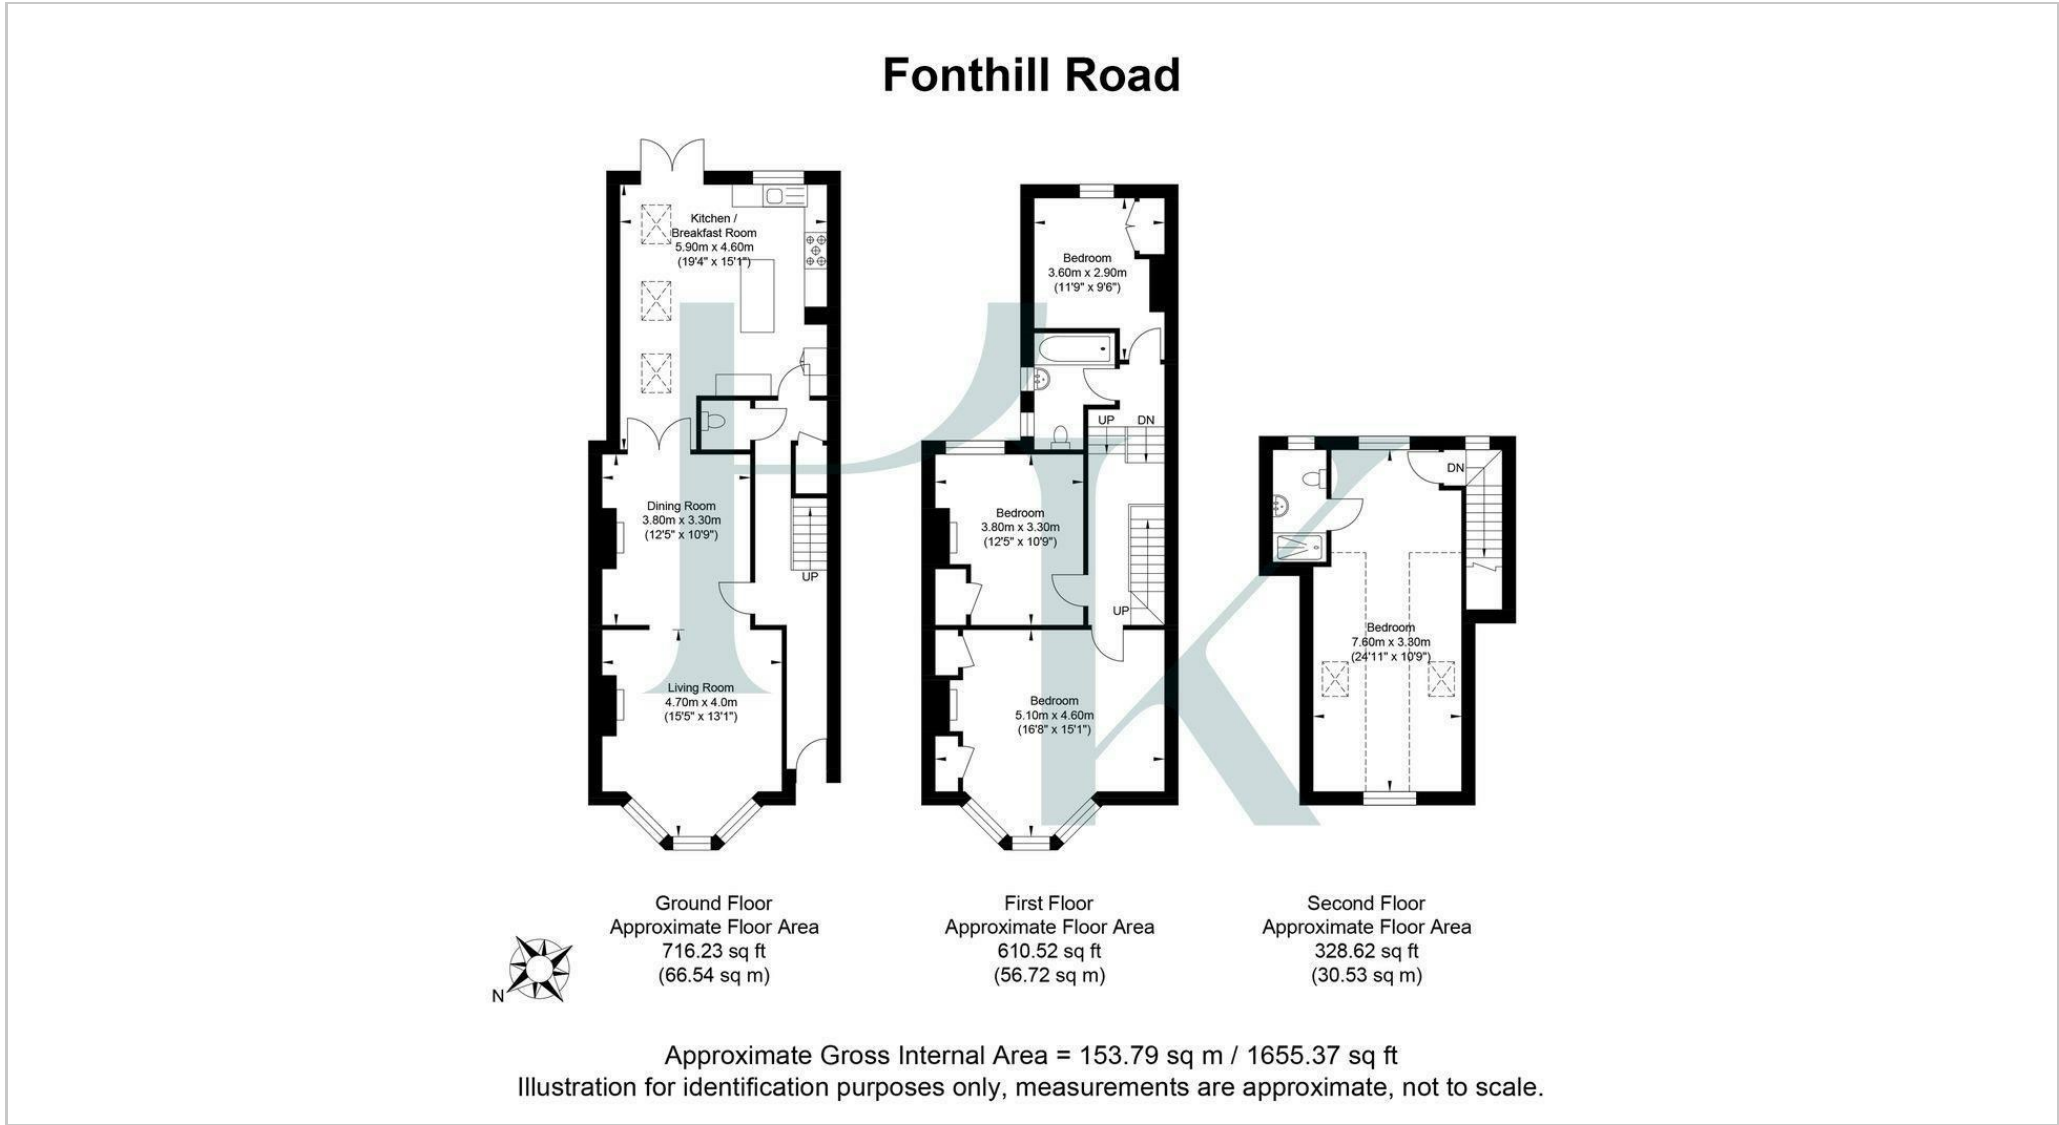 Fonthill Road
Kitchen /
Breakfast Room
5.90m x 4.60m
(19'4" x 15'1")
Dining Room
3.80m x 3.30m
(12'5" x 10'9")
UP
Living Room
4.70m x 4.0m
(15'5" x 13'1")
Bedroom
3.60m x 2.90m
(11'9" x 9'6")
UP
DN
Bedroom
3.80m x 3.30m
(12'5" x 10'9")
UP
Bedroom
5.10m x 4.60m
(16'8" x 15'1")
DN
Bedroom
7.60m x 3.30m
(24'11" x 10'9")
Ground Floor
Approximate Floor Area
716.23 sq ft
(66.54 sq m)
First Floor
Approximate Floor Area
610.52 sq ft
(56.72 sq m)
Second Floor
Approximate Floor Area
328.62 sq ft
(30.53 sq m)
N
Approximate Gross Internal Area = 153.79 sq m / 1655.37 sq ft
Illustration for identification purposes only, measurements are approximate, not to scale.